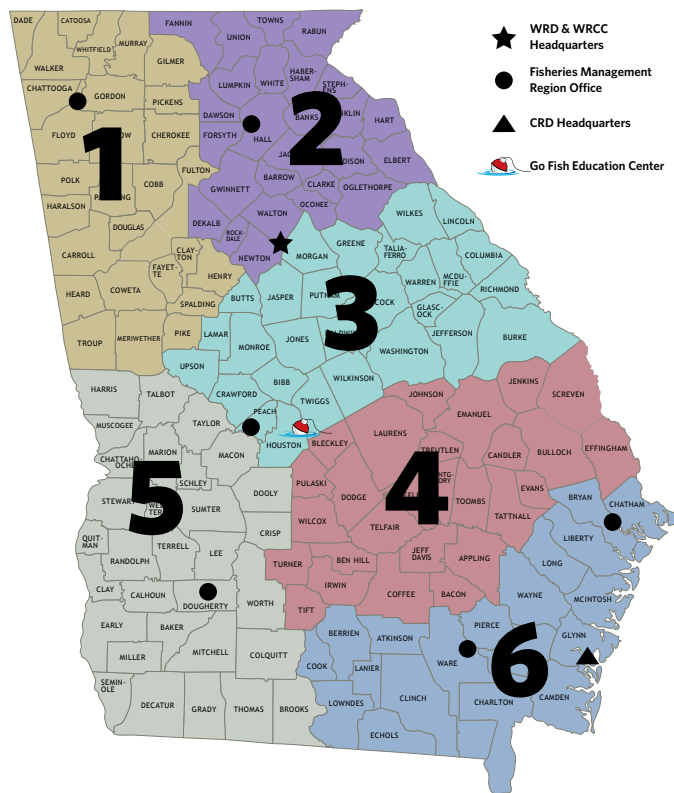 WRD & WRCC
Headquarters
Fisheries Management
Region Office
CRD Headquarters
Go Fish Education Center
1
DADE
CATOOSA
WHITFIELD
MURRAY
WALKER
GILMER
CHATTOOGA
GORDON
PICKENS
FLOYD
CHEROKEE
POLK
COBB
FULTON
HARALSON
DOUGLAS
CARROLL
CLAY-
TON
FAYET-
TE
HENRY
HEARD
COWETA
SPALDING
TROUP
MERIWETHER
PIKE
2
FANNIN
TOWNS
RABUN
UNION
HABER-
SHAM
LUMPKIN
WHITE
STEPH-
ENS
DAWSON
BANKS
HART
FORSYTH
HALL
ELBERT
GWINNETT
BARROW
CLARKE
OGLETHORPE
OCONEE
DEKALB
WALTON
ROCK-
DALE
NEWTON
3
WILKES
LINCOLN
MORGAN
GREENE
TALIA-
FERRO
COLUMBIA
MCDU-
FFIE
WARREN
RICHMOND
BUTTS
JASPER
GLASC-
OCK
LAMAR
MONROE
JONES
JEFFERSON
BURKE
WASHINGTON
UPSON
BIBB
WILKINSON
CRAWFORD
TWIGGS
PEACH
HOUSTON
4
JOHNSON
JENKINS
SCREVEN
EMANUEL
LAURENS
BLECKLEY
TREUTLEN
CANDLER
BULLOCH
EFFINGHAM
PULASKI
DODGE
TOOMBS
EVANS
TATTNALL
WILCOX
TELFAIR
TURNER
BEN HILL
JEFF
DAVIS
APPLING
IRWIN
COFFEE
BACON
TIFT
5
HARRIS
TALBOT
MUSCOGEE
TAYLOR
MARION
MACON
SCHLEY
DOOLY
STEWART
SUMTER
CRISP
QUIT-
MAN
TERRELL
LEE
RANDOLPH
CLAY
CALHOUN
DOUGHERTY
WORTH
EARLY
BAKER
MITCHELL
COLQUITT
MILLER
SEMIN-
OLE
DECATUR
GRADY
THOMAS
BROOKS
6
BRYAN
CHATHAM
LIBERTY
LONG
WAYNE
MCINTOSH
PIERCE
BERRIEN
ATKINSON
GLYNN
COOK
LANIER
WARE
CLINCH
CHARLTON
CAMDEN
LOWNDES
ECHOLS